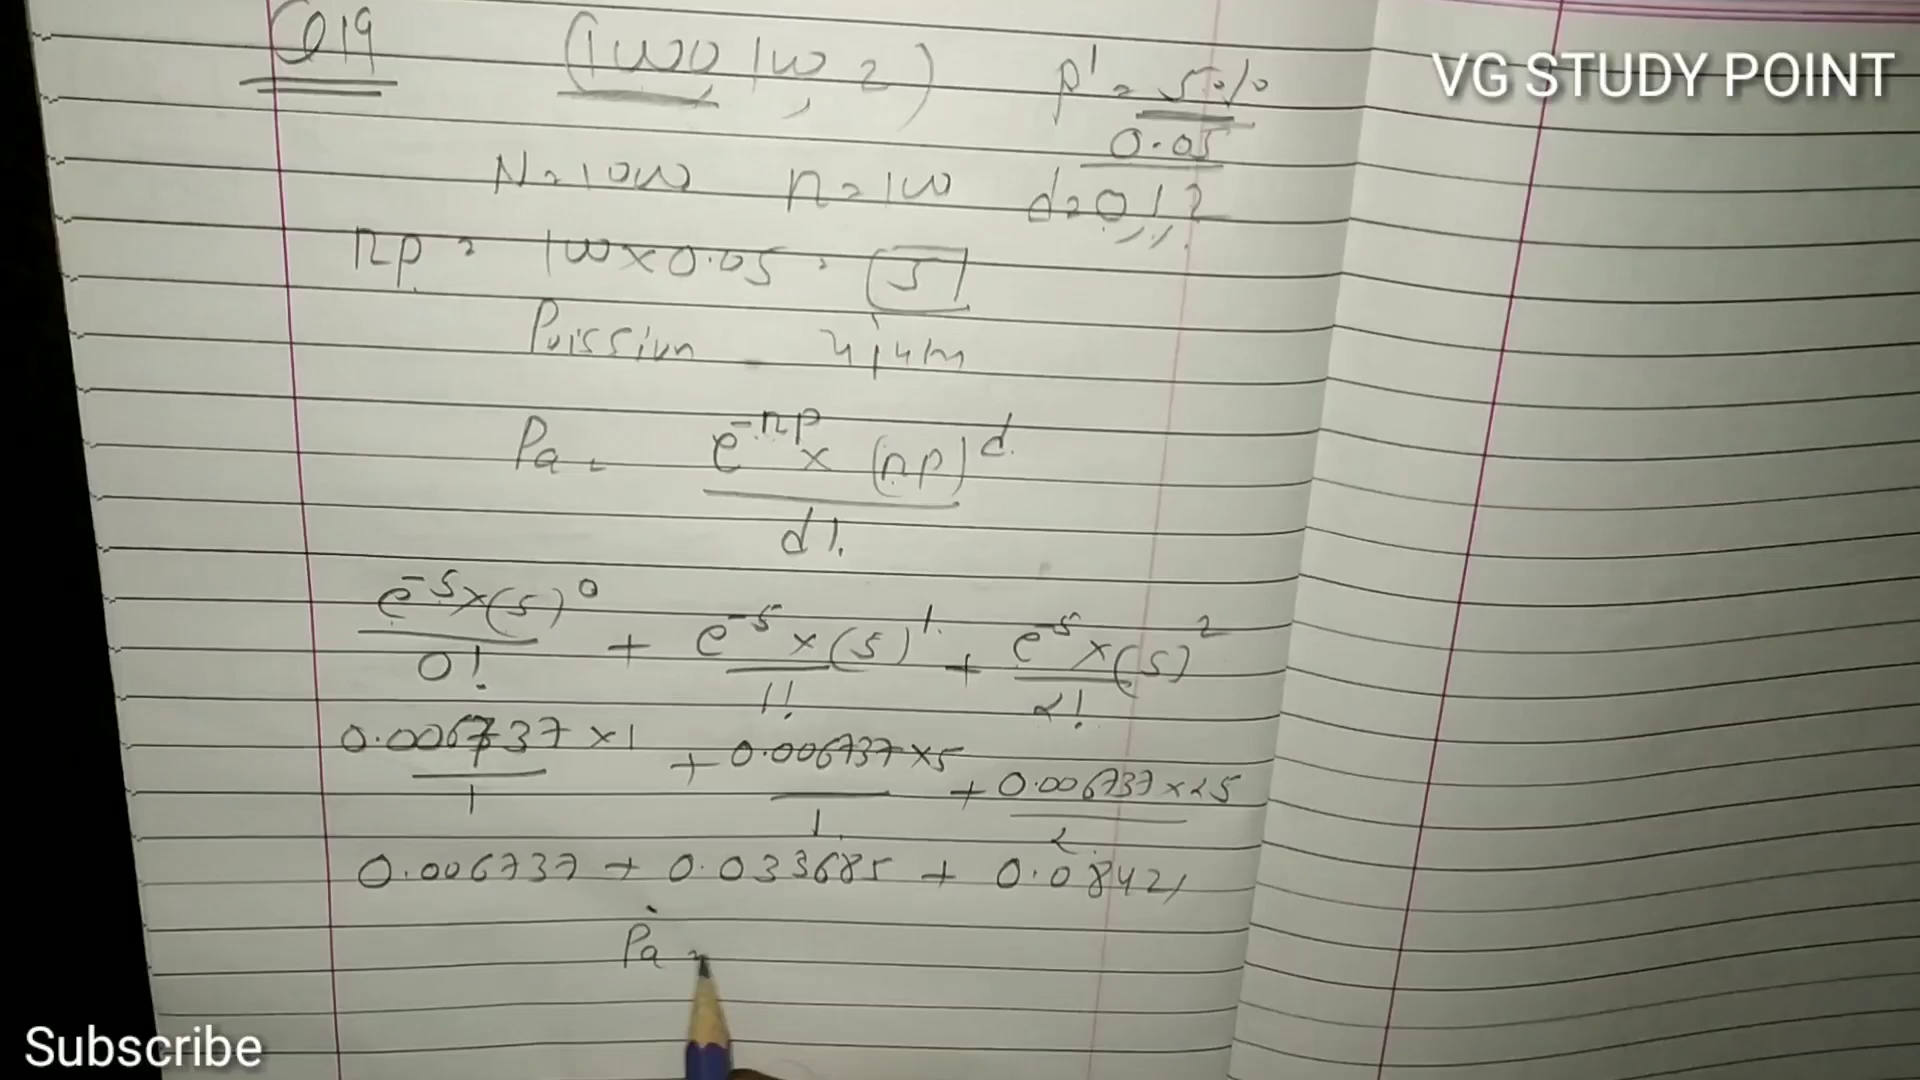 Q19 (1000, 100, 2) p' = 5% VG STUDY POINT
0.05
N = 1000 n = 100 d = 0, 1, 2
np = 100 × 0.05 = 5
Poission
Pa = e^-np × (np)^d
d!
e^-5 × (5)^0 + e^-5 × (5)^1 + e^-5 × (5)^2
0! 1! 2!
0.006737 × 1 + 0.006737 × 5 + 0.006737 × 25
1 1 2
0.006737 + 0.033685 + 0.08421
Pa =
Subscribe